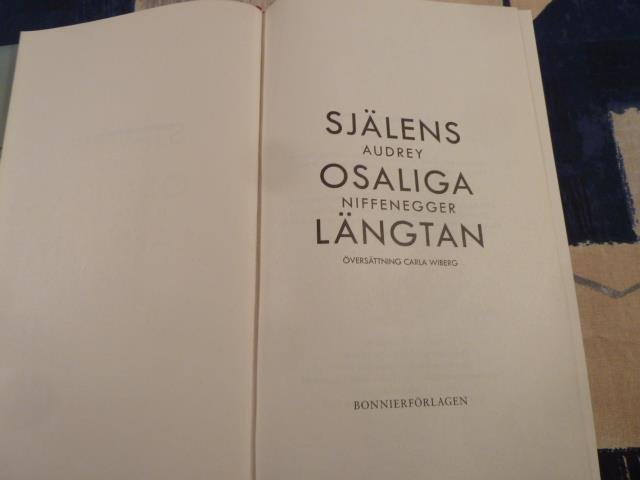 SJÄLENS
AUDREY
OSALIGA
NIFFENEGGER
LÄNGTAN
ÖVERSÄTTNING CARLA WIBERG
BONNIERFÖRLAGEN